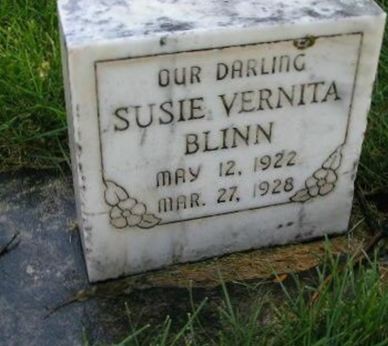 OUR DARLING
SUSIE VERNITA
BLINN
MAY 12, 1922
MAR. 27, 1928